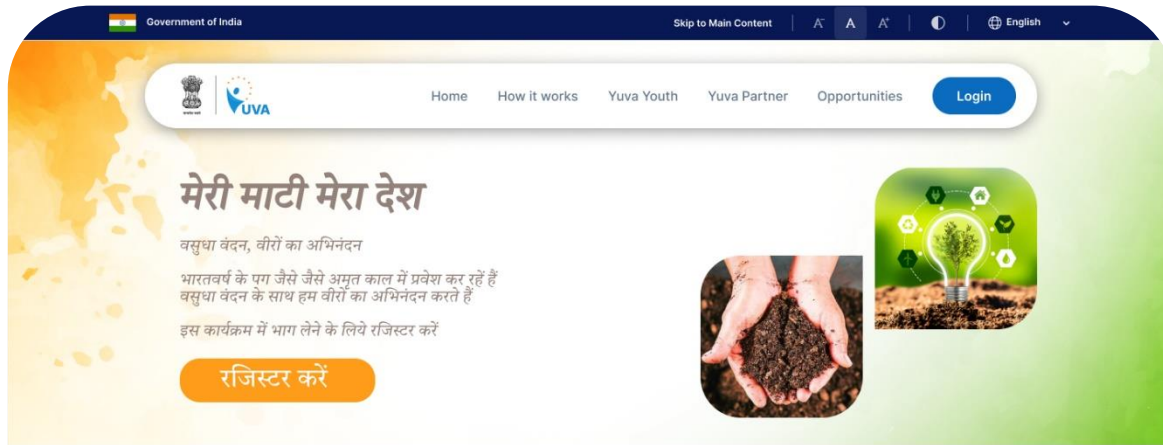 Government of India
Skip to Main Content
A-
A
A+
English
UVA
Home
How it works
Yuva Youth
Yuva Partner
Opportunities
Login
मेरी माटी मेरा देश
वसुधा वंदन, वीरों का अभिनंदन
भारतवर्ष के पग जैसे जैसे अमृत काल में प्रवेश कर रहें हैं
वसुधा वंदन के साथ हम वीरों का अभिनंदन करते हैं
इस कार्यक्रम में भाग लेने के लिये रजिस्टर करें
रजिस्टर करें